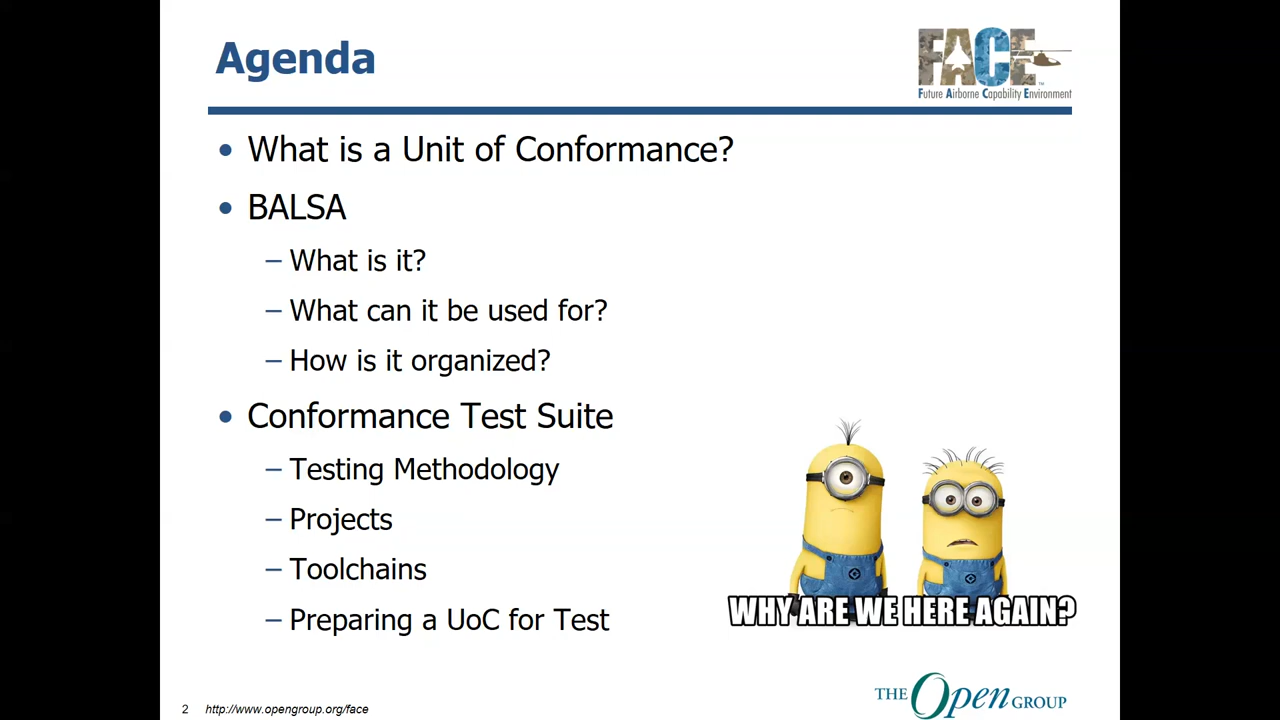 Agenda
FACE™
Future Airborne Capability Environment
• What is a Unit of Conformance?
• BALSA
– What is it?
– What can it be used for?
– How is it organized?
• Conformance Test Suite
– Testing Methodology
– Projects
– Toolchains
– Preparing a UoC for Test
WHY ARE WE HERE AGAIN?
THE Open GROUP
2 http://www.opengroup.org/face